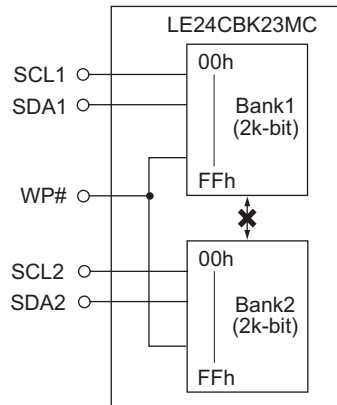 LE24CBK23MC
SCL1
SDA1
00h
Bank1
(2k-bit)
FFh
WP#
SCL2
SDA2
00h
Bank2
(2k-bit)
FFh